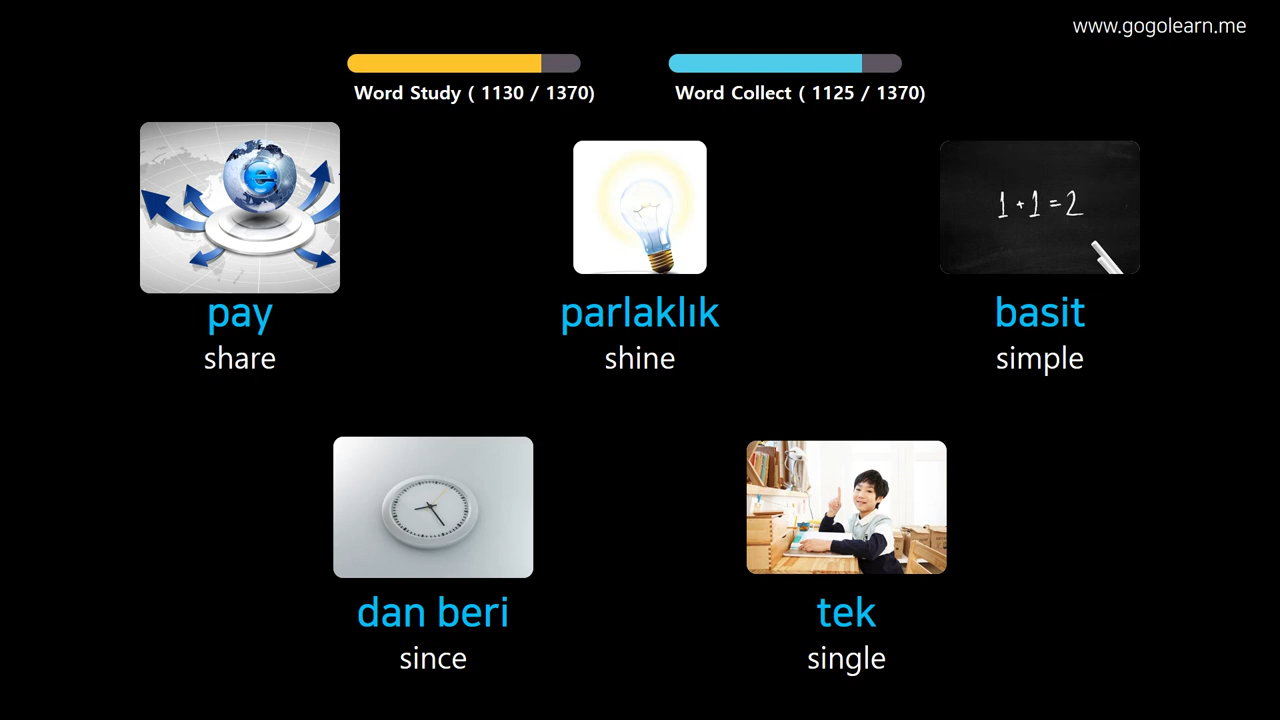 www.gogolearn.me
Word Study ( 1130 / 1370)
Word Collect ( 1125 / 1370)
e
1 + 1 = 2
pay
parlaklık
basit
share
shine
simple
dan beri
tek
since
single